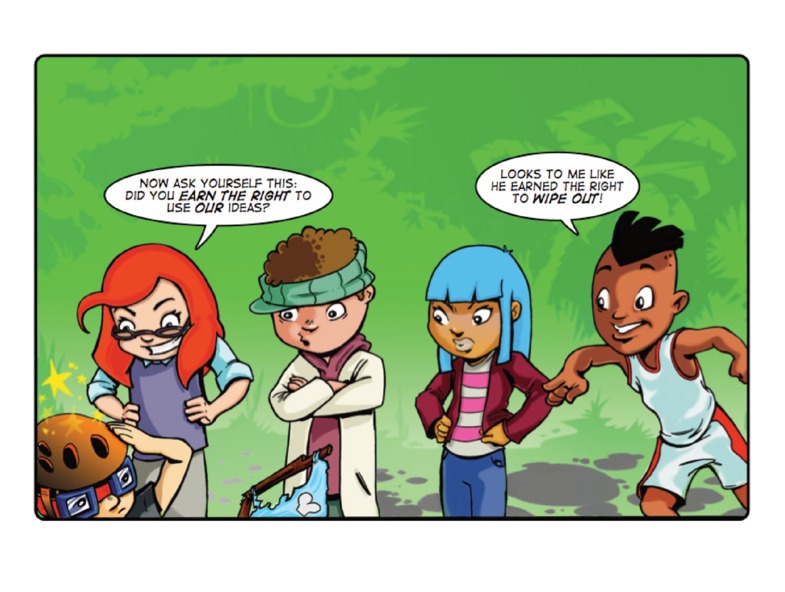 NOW ASK YOURSELF THIS:
DID YOU EARN THE RIGHT TO
USE OUR IDEAS?
LOOKS TO ME LIKE
HE EARNED THE RIGHT
TO WIPE OUT!